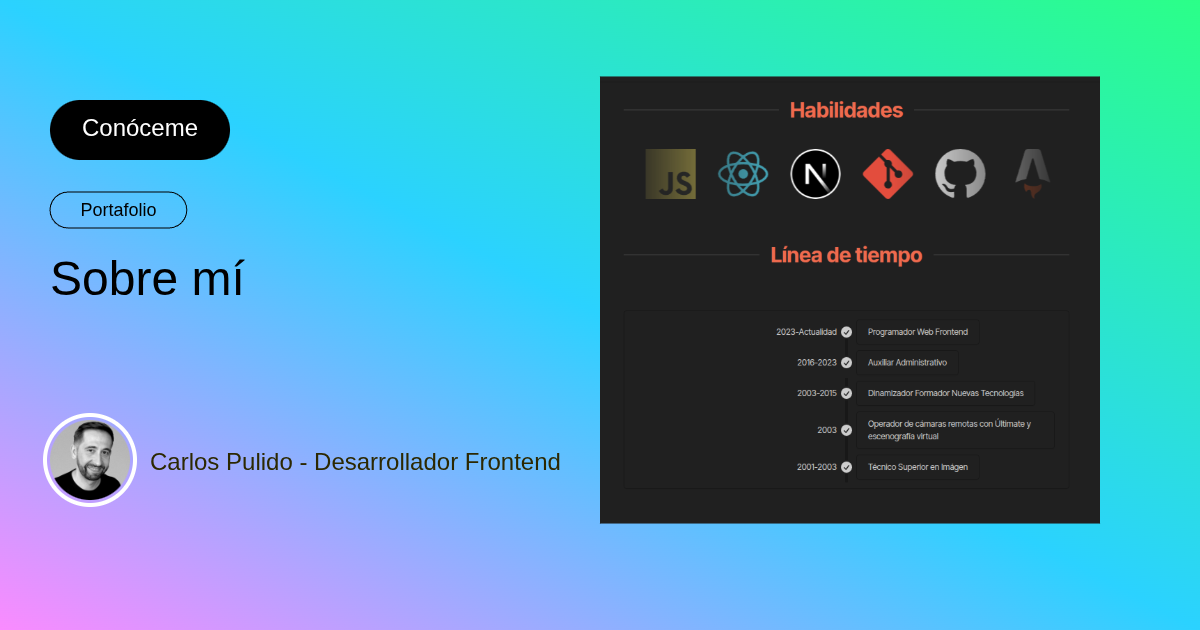 Conóceme
Portafolio
Sobre mí
Carlos Pulido - Desarrollador Frontend
Habilidades
JS
N
Línea de tiempo
2023-Actualidad Programador Web Frontend
2016-2023 Auxiliar Administrativo
2003-2015 Dinamizador Formador Nuevas Tecnologías
2003 Operador de cámaras remotas con Últimate y
escenografía virtual
2001-2003 Técnico Superior en Imágen